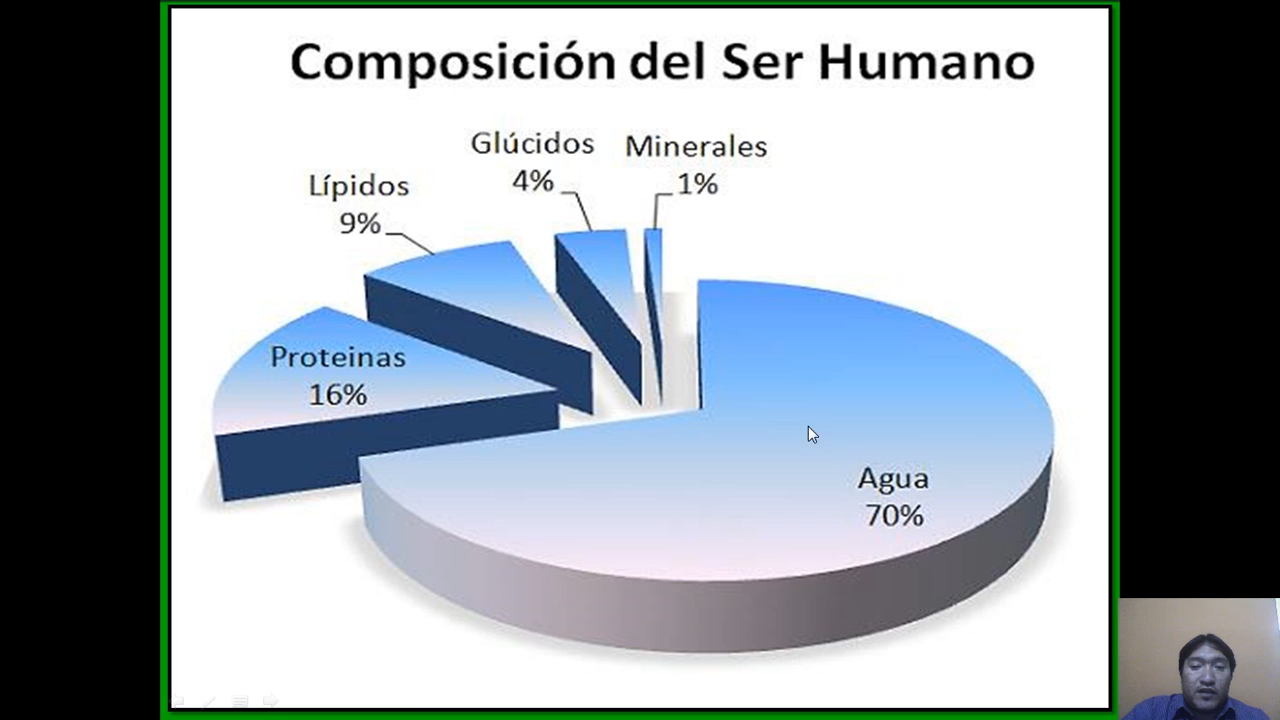 Composición del Ser Humano
Glúcidos
4%
Minerales
1%
Lípidos
9%
Proteinas
16%
Agua
70%